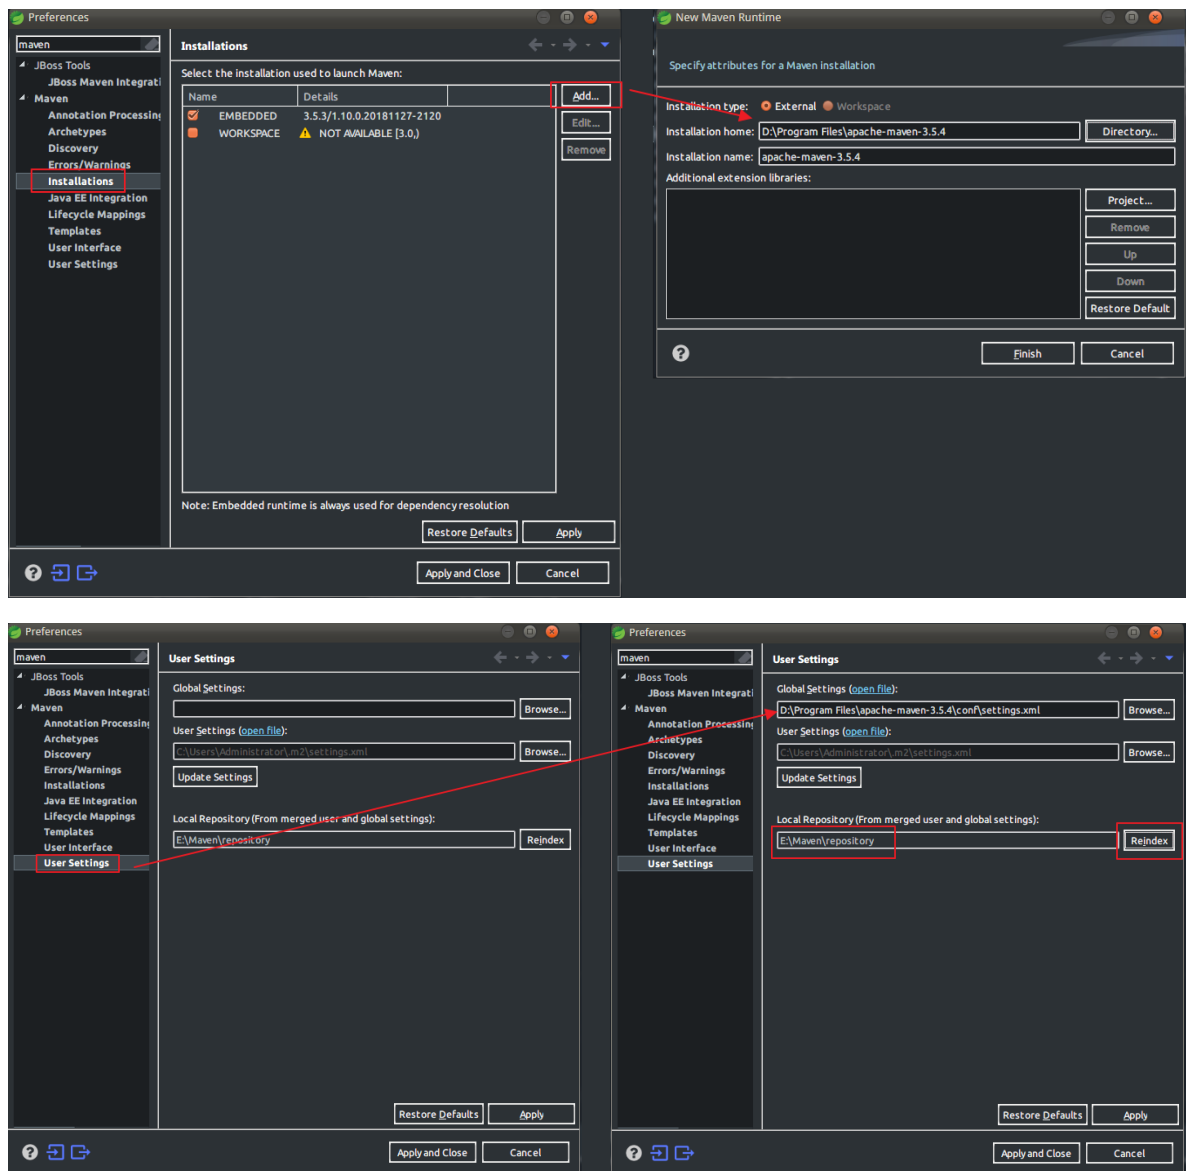 Preferences
maven
JBoss Tools
JBoss Maven Integrati
Maven
Annotation Processing
Archetypes
Discovery
Errors/Warnings
Installations
Java EE Integration
Lifecycle Mappings
Templates
User Interface
User Settings
Installations
Select the installation used to launch Maven:
Name Details
EMBEDDED 3.5.3/1.10.0.20181127-2120
WORKSPACE NOT AVAILABLE [3.0,)
Add...
Edit...
Remove
Note: Embedded runtime is always used for dependency resolution
Restore Defaults Apply
Apply and Close Cancel
New Maven Runtime
Specify attributes for a Maven installation
Installation type: External Workspace
Installation home: D:\Program Files\apache-maven-3.5.4 Directory...
Installation name: apache-maven-3.5.4
Additional extension libraries:
Project...
Remove
Up
Down
Restore Default
Finish Cancel
Preferences
maven
JBoss Tools
JBoss Maven Integrati
Maven
Annotation Processing
Archetypes
Discovery
Errors/Warnings
Installations
Java EE Integration
Lifecycle Mappings
Templates
User Interface
User Settings
User Settings
Global Settings:
Browse...
User Settings (open file):
C:\Users\Administrator\.m2\settings.xml Browse...
Update Settings
Local Repository (From merged user and global settings):
E:\Maven\repository Reindex
Restore Defaults Apply
Apply and Close Cancel
Preferences
maven
JBoss Tools
JBoss Maven Integrati
Maven
Annotation Processing
Archetypes
Discovery
Errors/Warnings
Installations
Java EE Integration
Lifecycle Mappings
Templates
User Interface
User Settings
User Settings
Global Settings (open file):
D:\Program Files\apache-maven-3.5.4\conf\settings.xml Browse...
User Settings (open file):
C:\Users\Administrator\.m2\settings.xml Browse...
Update Settings
Local Repository (From merged user and global settings):
E:\Maven\repository Reindex
Restore Defaults Apply
Apply and Close Cancel